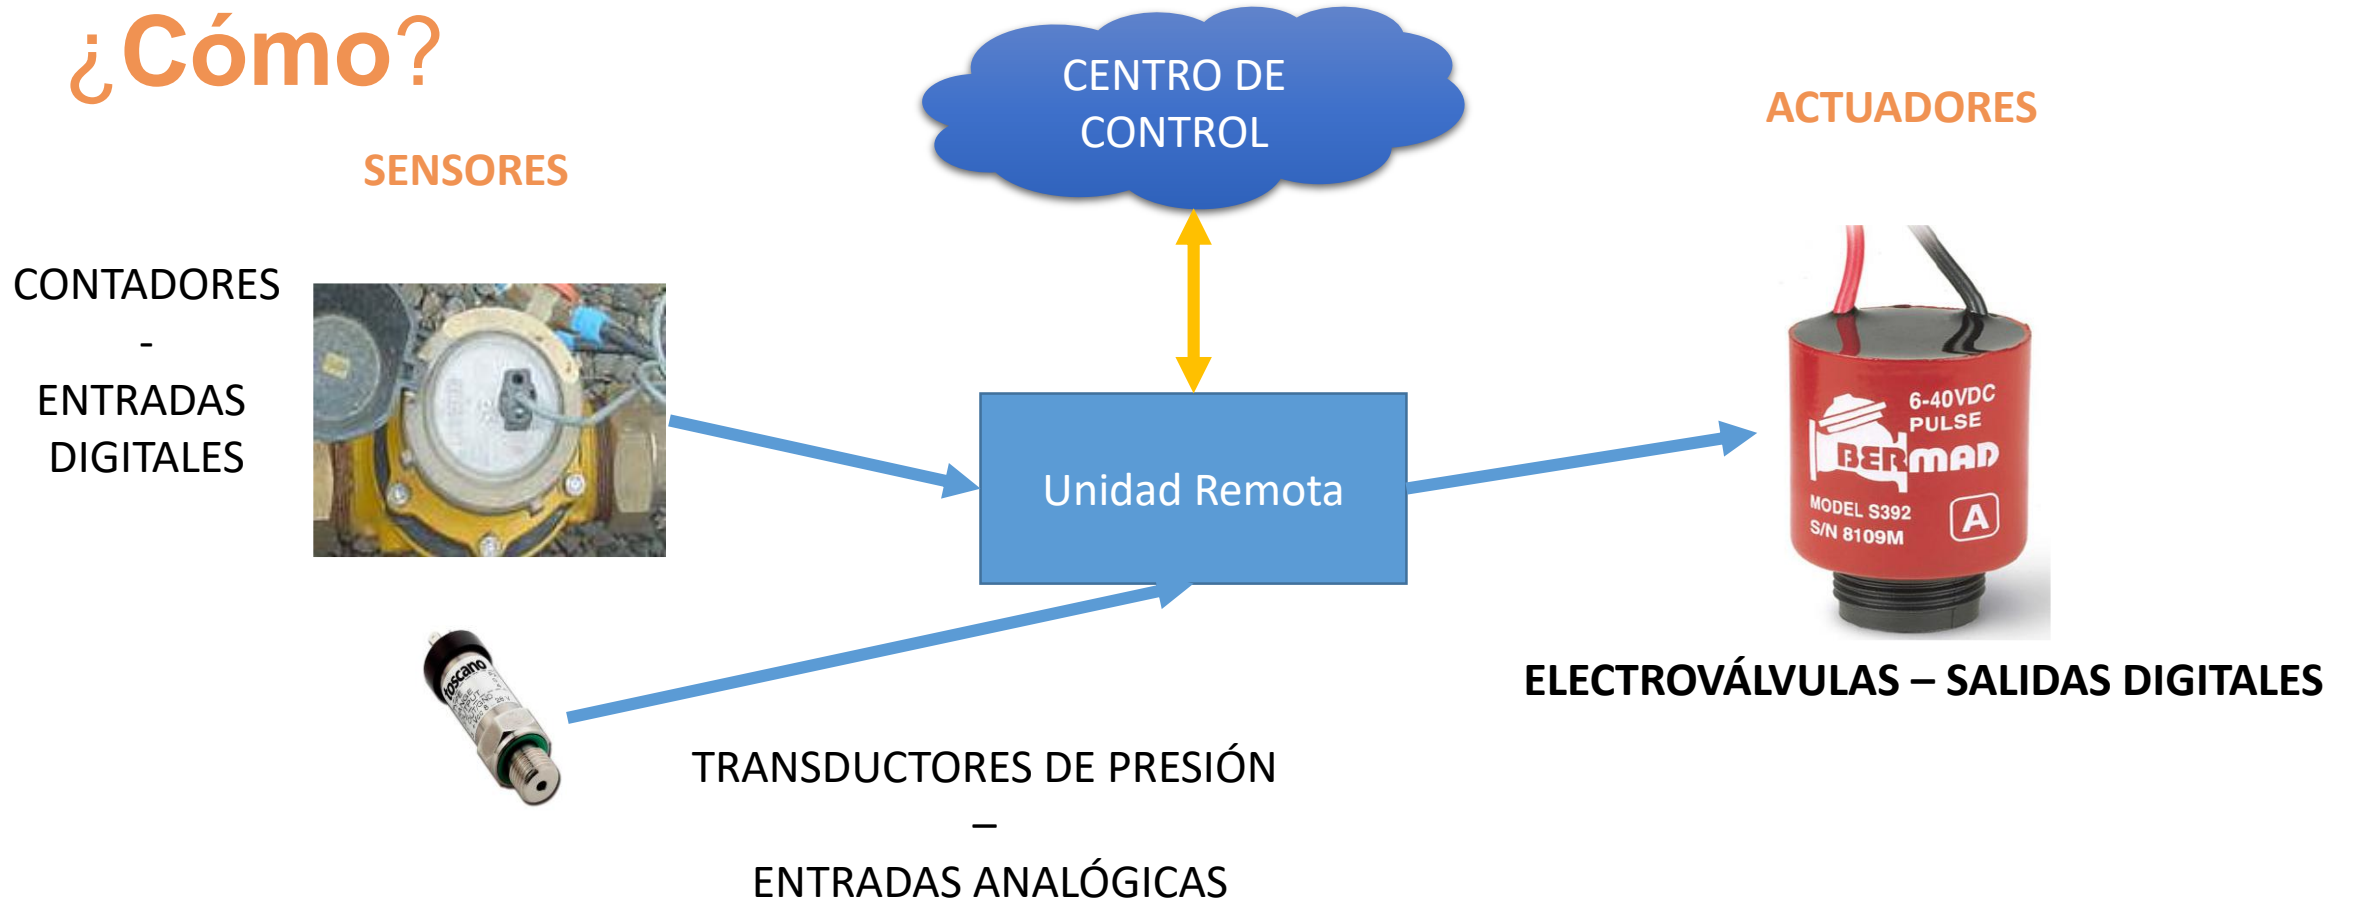 ¿Cómo?
CENTRO DE
CONTROL
ACTUADORES
SENSORES
CONTADORES
-
ENTRADAS
DIGITALES
6-40VDC
PULSE
BERMAD
MODEL S392
S/N 8109M
A
Unidad Remota
toscano
ELECTROVÁLVULAS – SALIDAS DIGITALES
TRANSDUCTORES DE PRESIÓN
–
ENTRADAS ANALÓGICAS